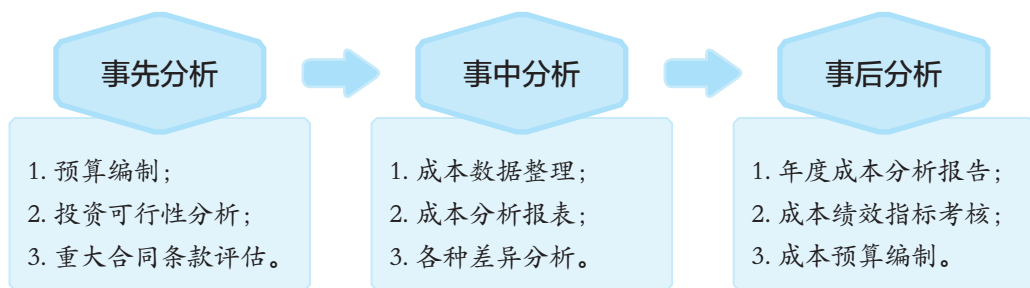 事先分析
1. 预算编制；
2. 投资可行性分析；
3. 重大合同条款评估。
事中分析
1. 成本数据整理；
2. 成本分析报表；
3. 各种差异分析。
事后分析
1. 年度成本分析报告；
2. 成本绩效指标考核；
3. 成本预算编制。